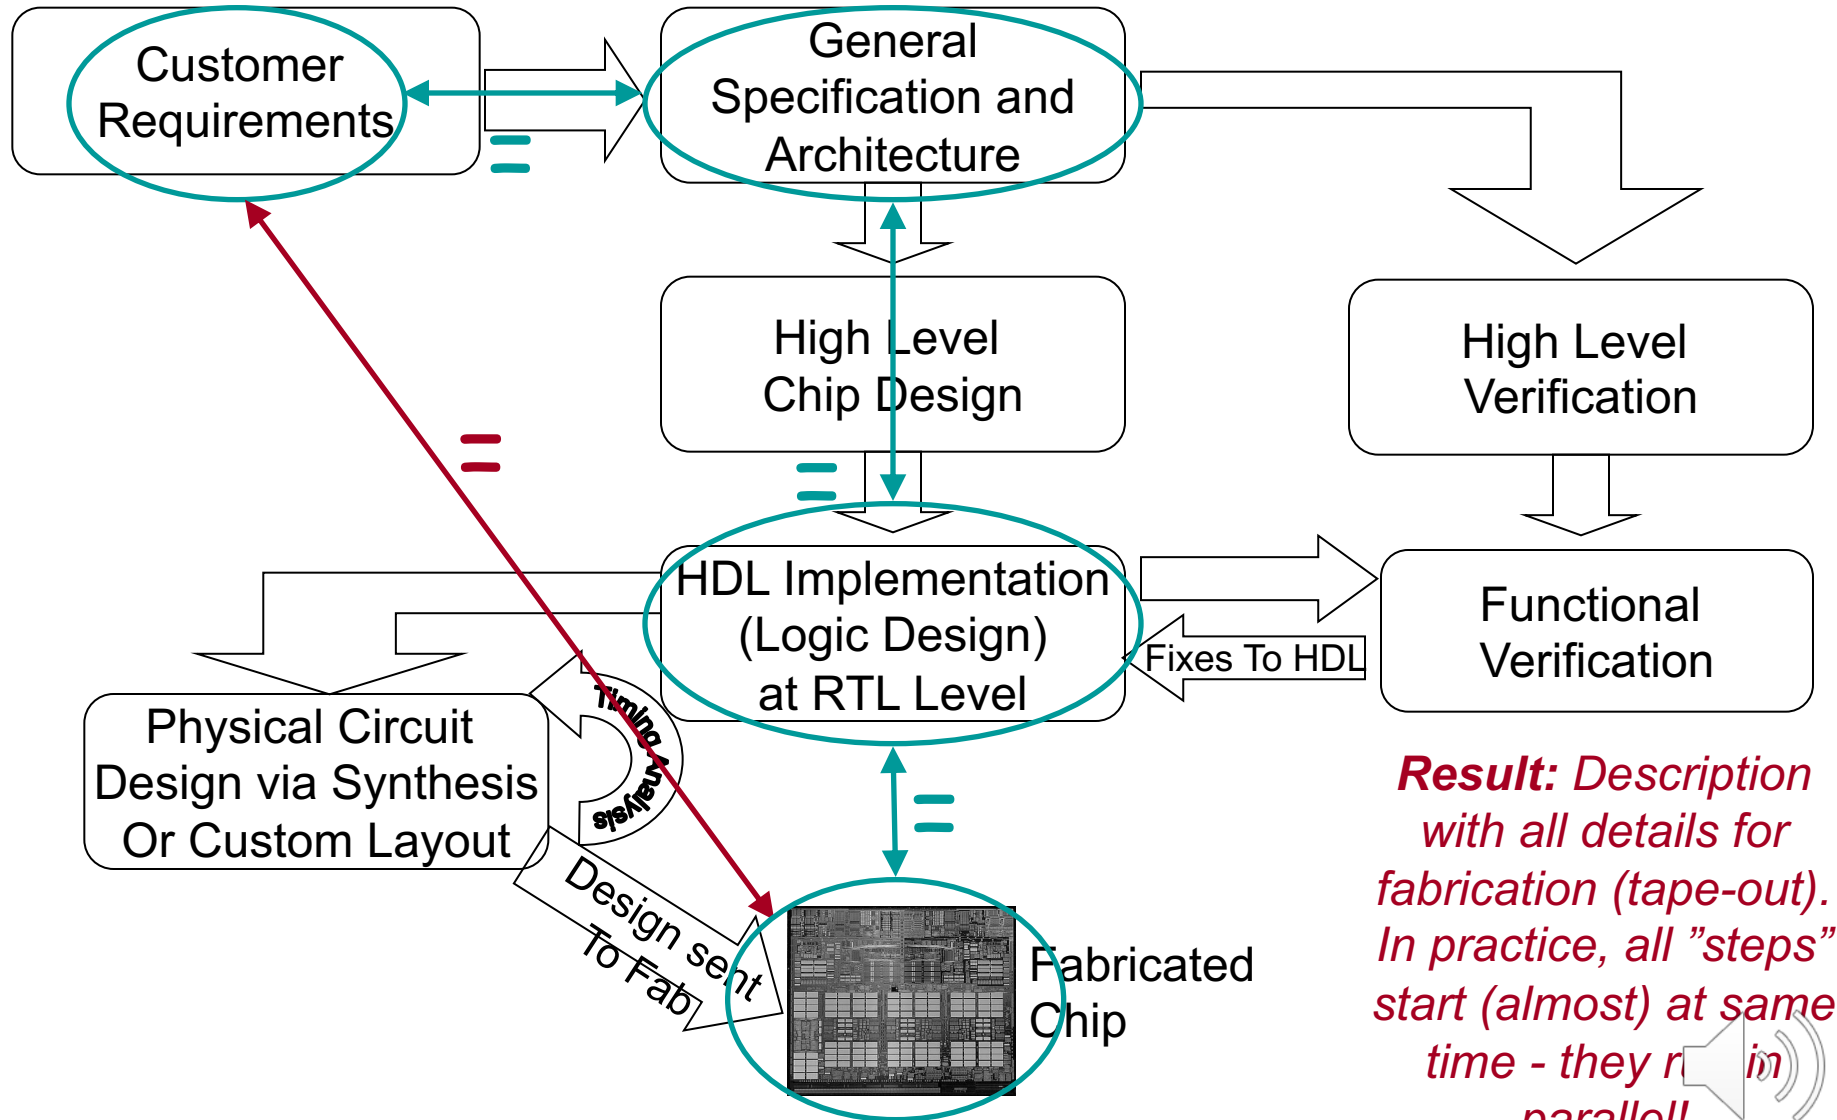 Customer
Requirements
General
Specification and
Architecture
=
High Level
Chip Design
High Level
Verification
=
=
HDL Implementation
(Logic Design)
at RTL Level
Functional
Verification
Fixes To HDL
Timing Analysis
Physical Circuit
Design via Synthesis
Or Custom Layout
=
Design sent
To Fab
Fabricated
Chip
Result: Description
with all details for
fabrication (tape-out).
In practice, all ”steps”
start (almost) at same
time - they in